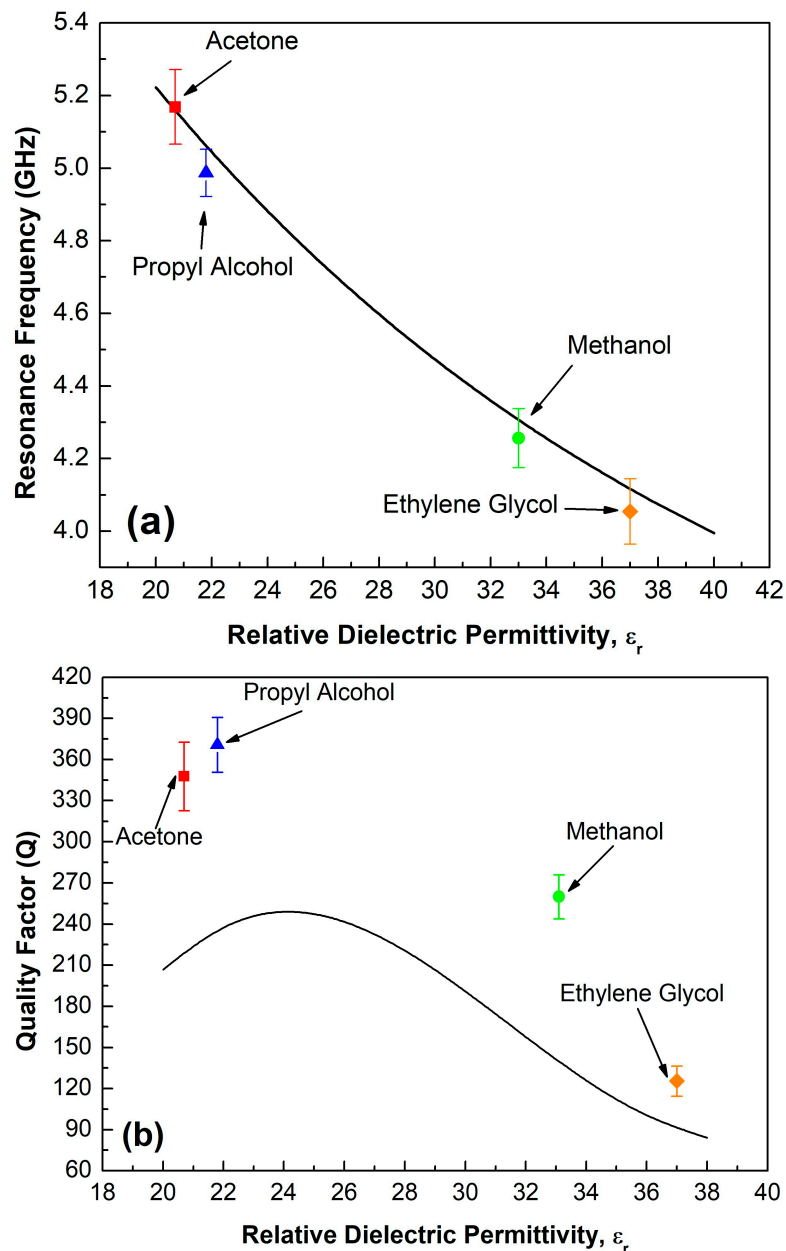 5.4
5.2
5.0
4.8
4.6
4.4
4.2
4.0
Resonance Frequency (GHz)
Acetone
Propyl Alcohol
Methanol
Ethylene Glycol
(a)
18 20 22 24 26 28 30 32 34 36 38 40 42
Relative Dielectric Permittivity, εr
420
390
360
330
300
270
240
210
180
150
120
90
60
Quality Factor (Q)
Propyl Alcohol
Acetone
Methanol
Ethylene Glycol
(b)
18 20 22 24 26 28 30 32 34 36 38 40
Relative Dielectric Permittivity, εr